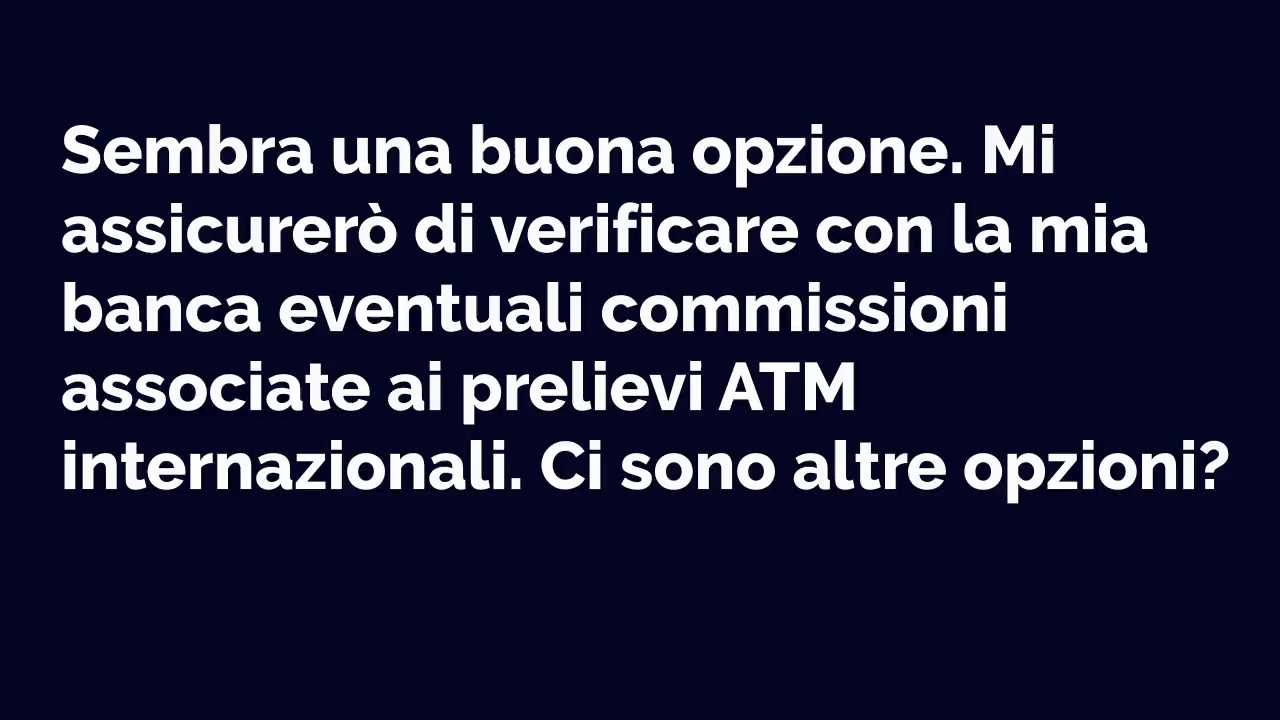 Sembra una buona opzione. Mi
assicurerò di verificare con la mia
banca eventuali commissioni
associate ai prelievi ATM
internazionali. Ci sono altre opzioni?